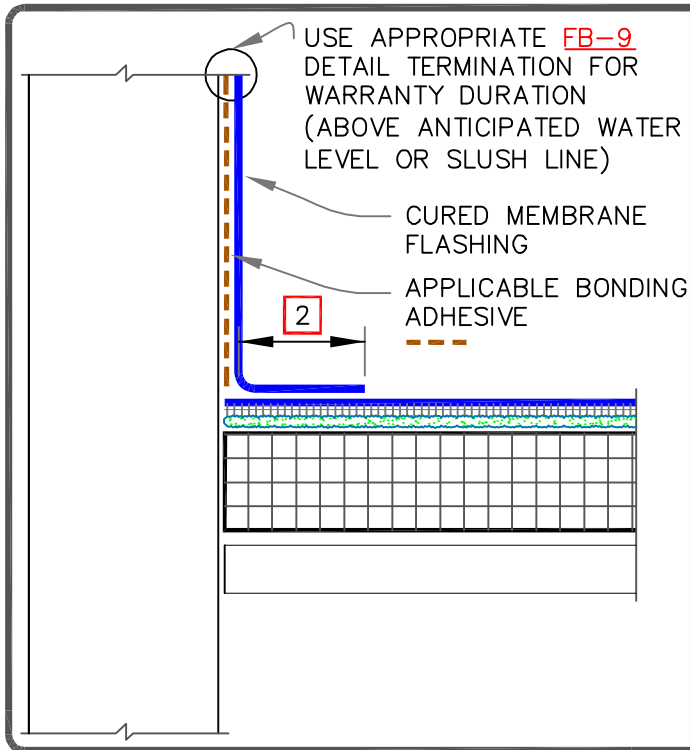 USE APPROPRIATE FB-9
DETAIL TERMINATION FOR
WARRANTY DURATION
(ABOVE ANTICIPATED WATER
LEVEL OR SLUSH LINE)
CURED MEMBRANE
FLASHING
APPLICABLE BONDING
ADHESIVE
2